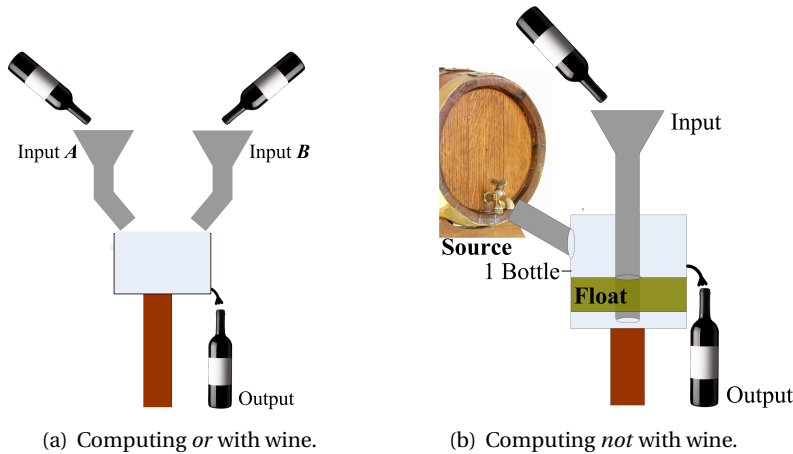 Input A
Input B
Output
(a) Computing or with wine.
Input
Source
1 Bottle
Float
Output
(b) Computing not with wine.